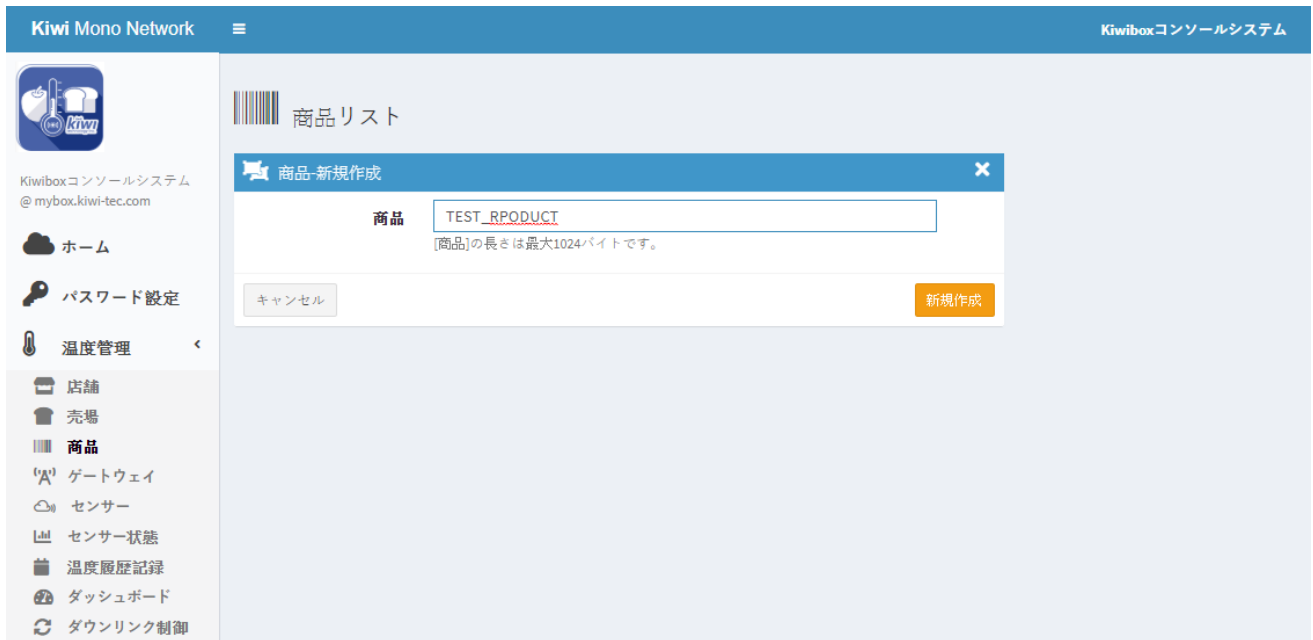 Kiwi Mono Network
Kiwiboxコンソールシステム
kiwi
Kiwiboxコンソールシステム
@ mybox.kiwi-tec.com
ホーム
パスワード設定
温度管理
店舗
売場
商品
ゲートウェイ
センサー
センサー状態
温度履歴記録
ダッシュボード
ダウンリンク制御
商品リスト
商品-新規作成
商品
TEST_RPODUCT
[商品]の長さは最大1024バイトです。
キャンセル
新規作成